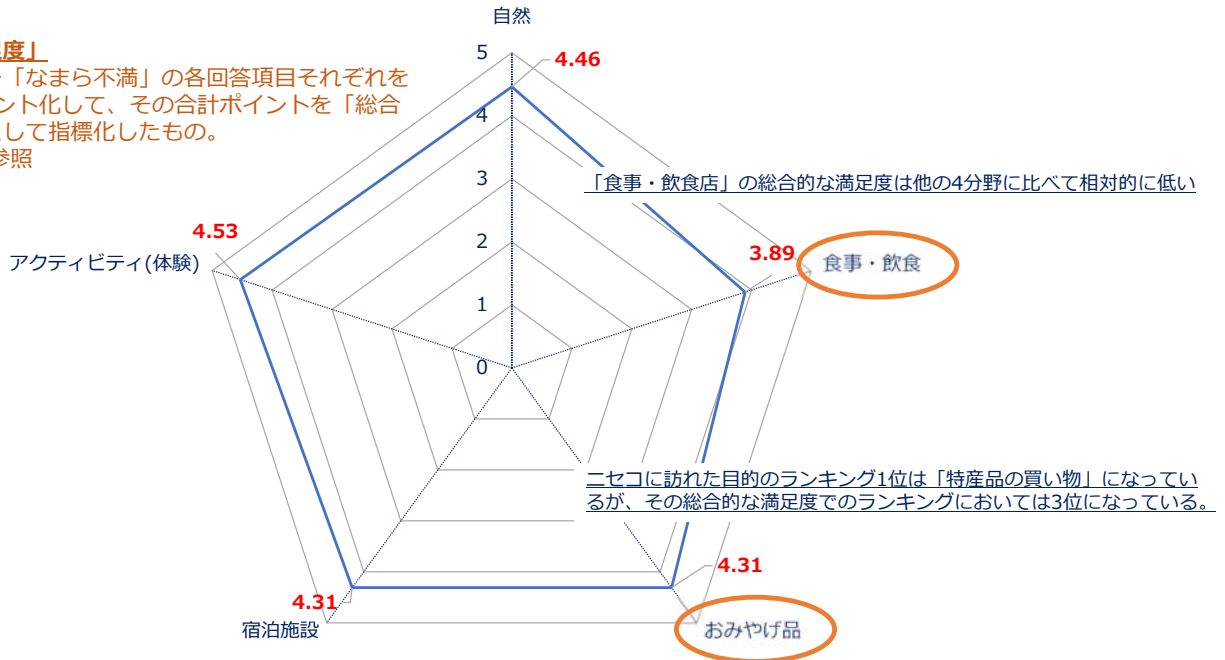 自然
度」
「なまら不満」の各回答項目それぞれを
ント化して、その合計ポイントを「総合
して指標化したもの。
参照
5
4.46
4
3
「食事・飲食店」の総合的な満足度は他の4分野に比べて相対的に低い
4.53
2
3.89
アクティビティ(体験)
食事・飲食
1
0
ニセコに訪れた目的のランキング1位は「特産品の買い物」になってい
るが、その総合的な満足度でのランキングにおいては3位になっている。
4.31
4.31
宿泊施設
おみやげ品